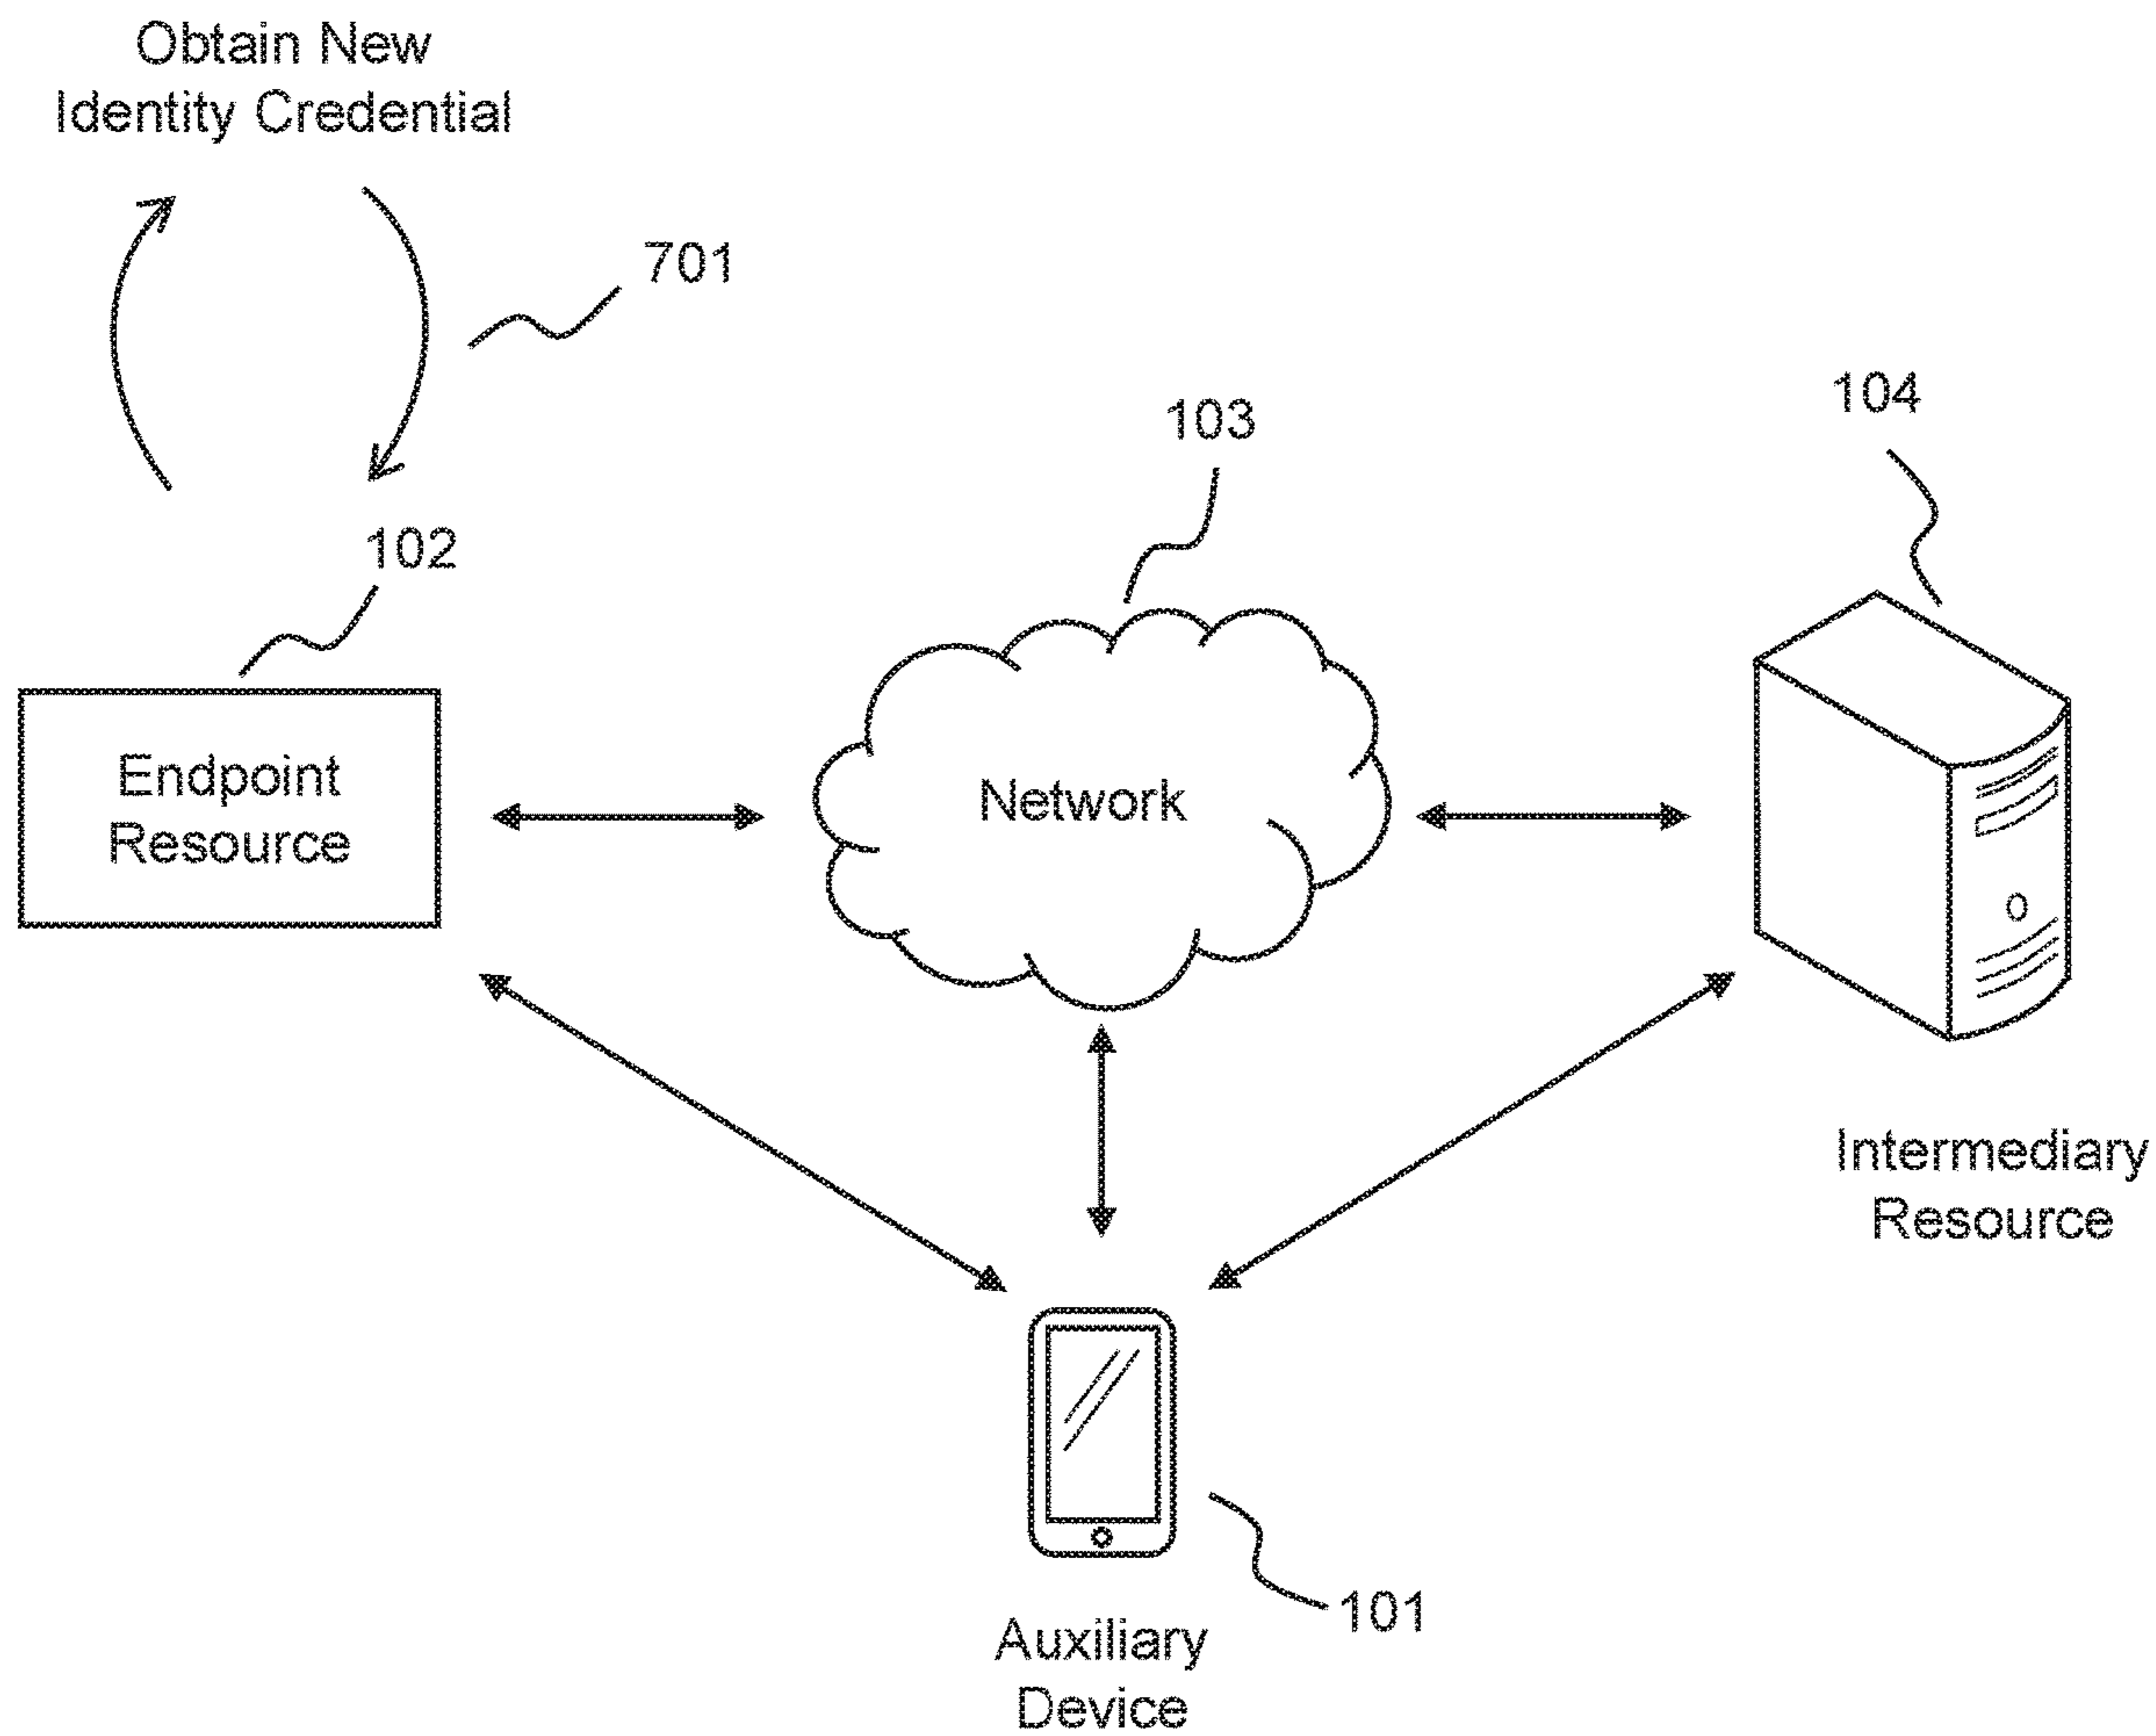 Obtain New
Identity Credential
701
102
103
104
Endpoint
Resource
Network
Intermediary
Resource
101
Auxiliary
Device